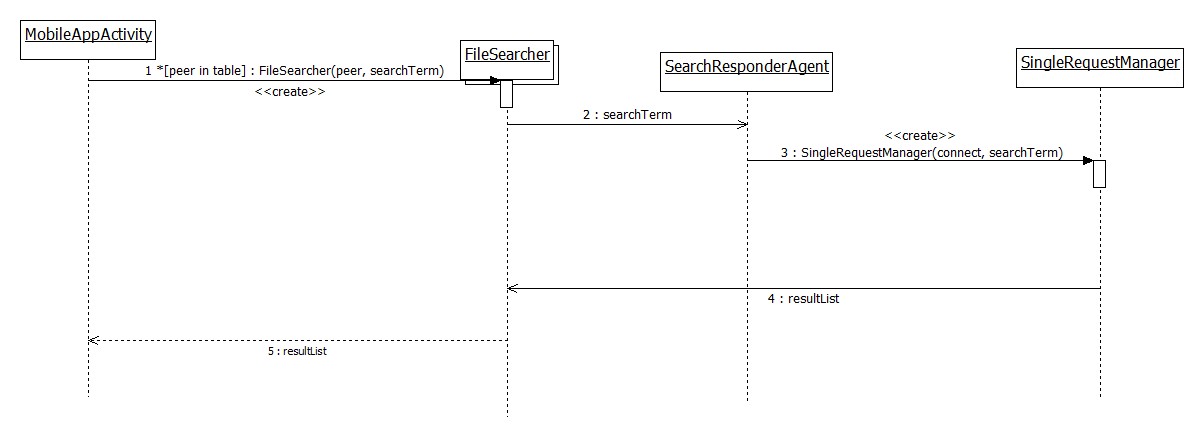 MobileAppActivity
FileSearcher
SearchResponderAgent
SingleRequestManager
1 *[peer in table] : FileSearcher(peer, searchTerm)
<<create>>
2 : searchTerm
<<create>>
3 : SingleRequestManager(connect, searchTerm)
4 : resultList
5 : resultList